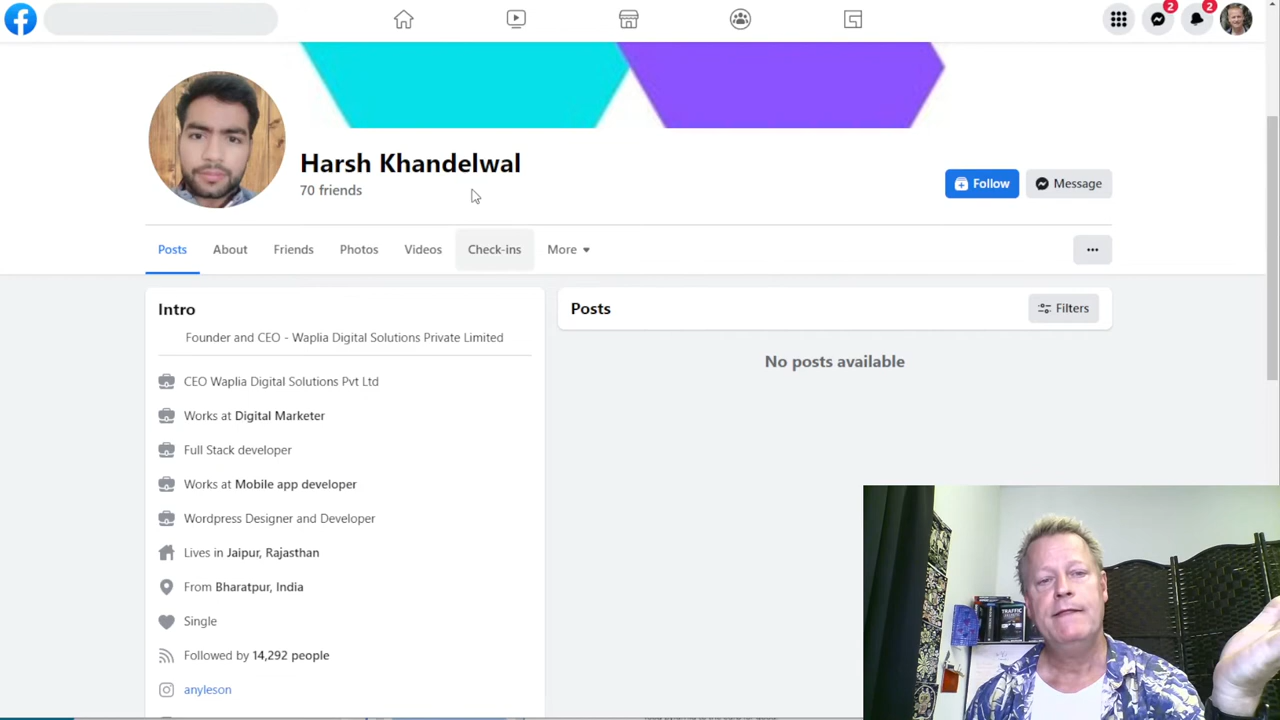 2
2
Harsh Khandelwal
70 friends
Follow
Message
Posts
About
Friends
Photos
Videos
Check-ins
More
Intro
Founder and CEO - Waplia Digital Solutions Private Limited
CEO Waplia Digital Solutions Pvt Ltd
Works at Digital Marketer
Full Stack developer
Works at Mobile app developer
Wordpress Designer and Developer
Lives in Jaipur, Rajasthan
From Bharatpur, India
Single
Followed by 14,292 people
anyleson
Posts
Filters
No posts available
TRAFFIC